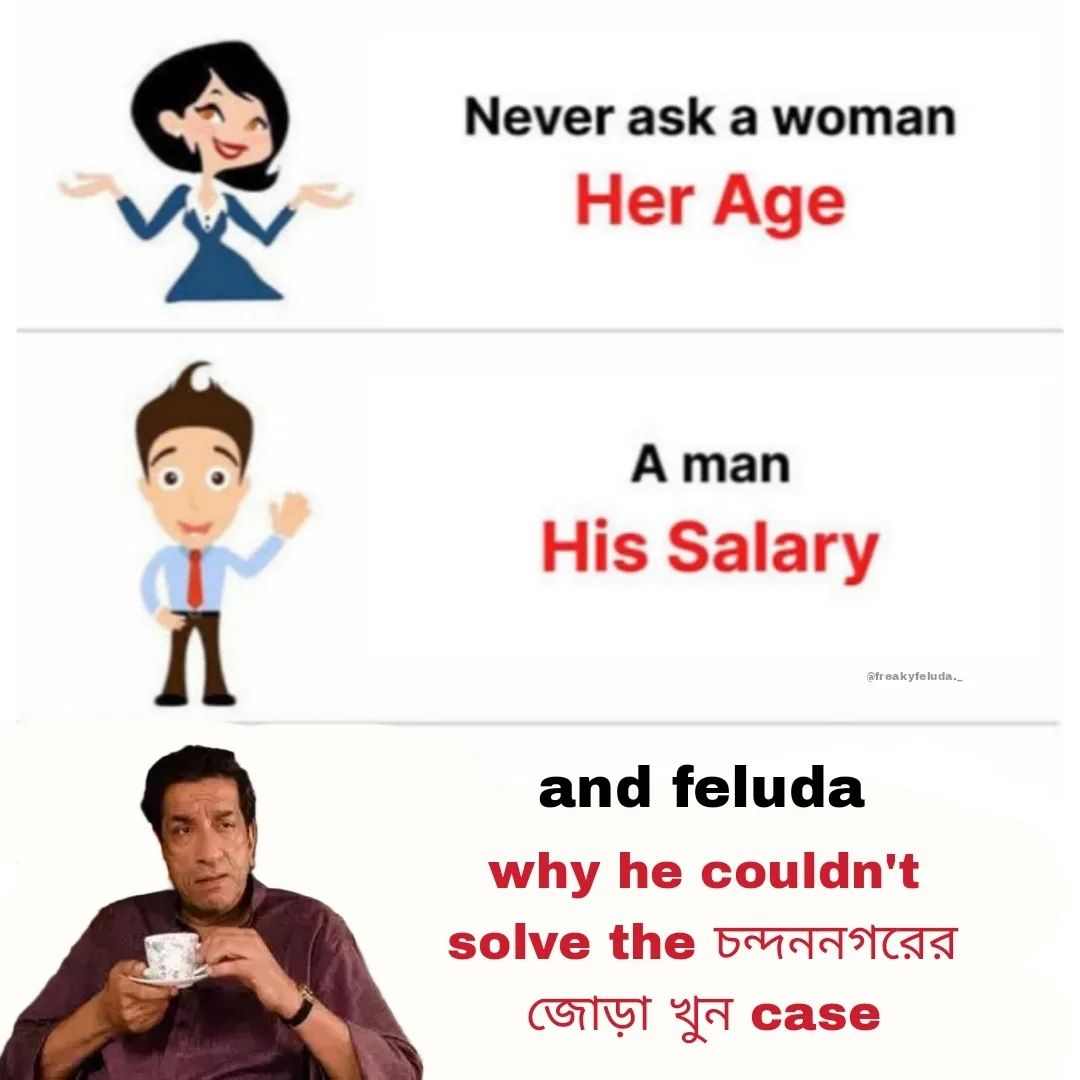 Never ask a woman
Her Age
A man
His Salary
@freakyfeluda._
and feluda
why he couldn't
solve the চন্দননগরের
জোড়া খুন case